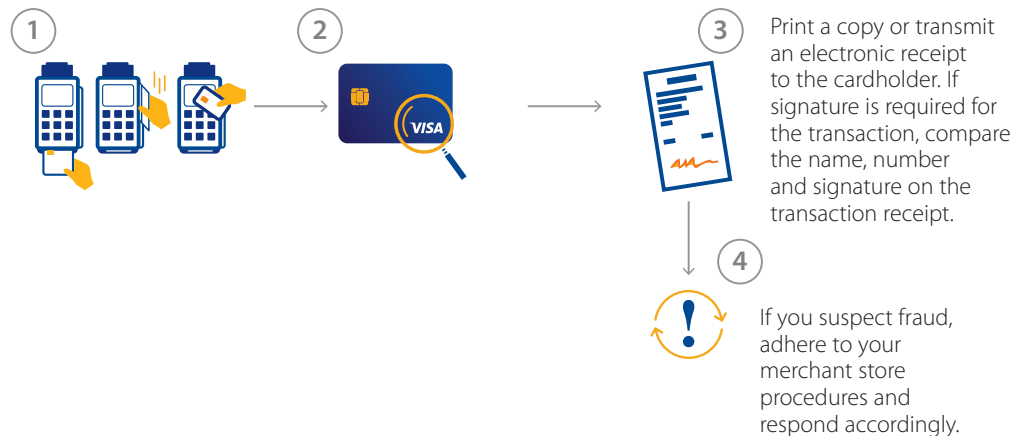 1
2
VISA
3
Print a copy or transmit
an electronic receipt
to the cardholder. If
signature is required for
the transaction, compare
the name, number
and signature on the
transaction receipt.
4
If you suspect fraud,
adhere to your
merchant store
procedures and
respond accordingly.